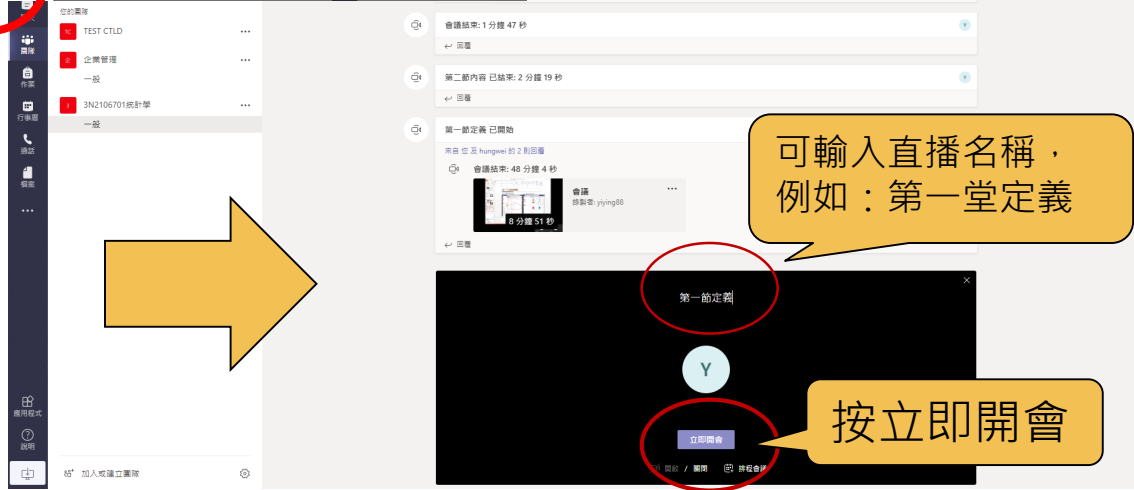 您的團隊
TC TEST CTLD ...
企 企業管理 ...
一般
3 3N2106701統計學 ...
一般
團隊
作業
行事曆
通話
檔案
...
應用程式
說明
加入或建立團隊
會議結束: 1 分鐘 47 秒
Y
回覆
第二節內容 已結束: 2 分鐘 19 秒
Y
回覆
第一節定義 已開始
來自 您 及 hungwei 的 2 則回覆
會議結束: 48 分鐘 4 秒
會議 ...
錄製者: yiying88
8 分鐘 51 秒
回覆
可輸入直播名稱，
例如：第一堂定義
第一節定義
Y
立即開會
開啟 / 關閉 排程會議
按立即開會